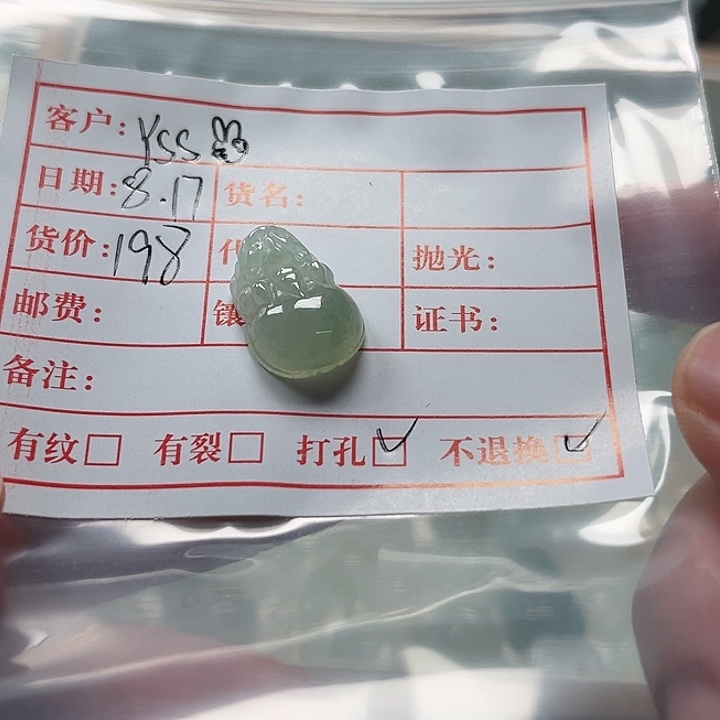 客户: YSS
日期: 8.17 货名:
货价: 198 抛光:
邮费: 镶 证书:
备注:
有纹□ 有裂□ 打孔☑ 不退换☑